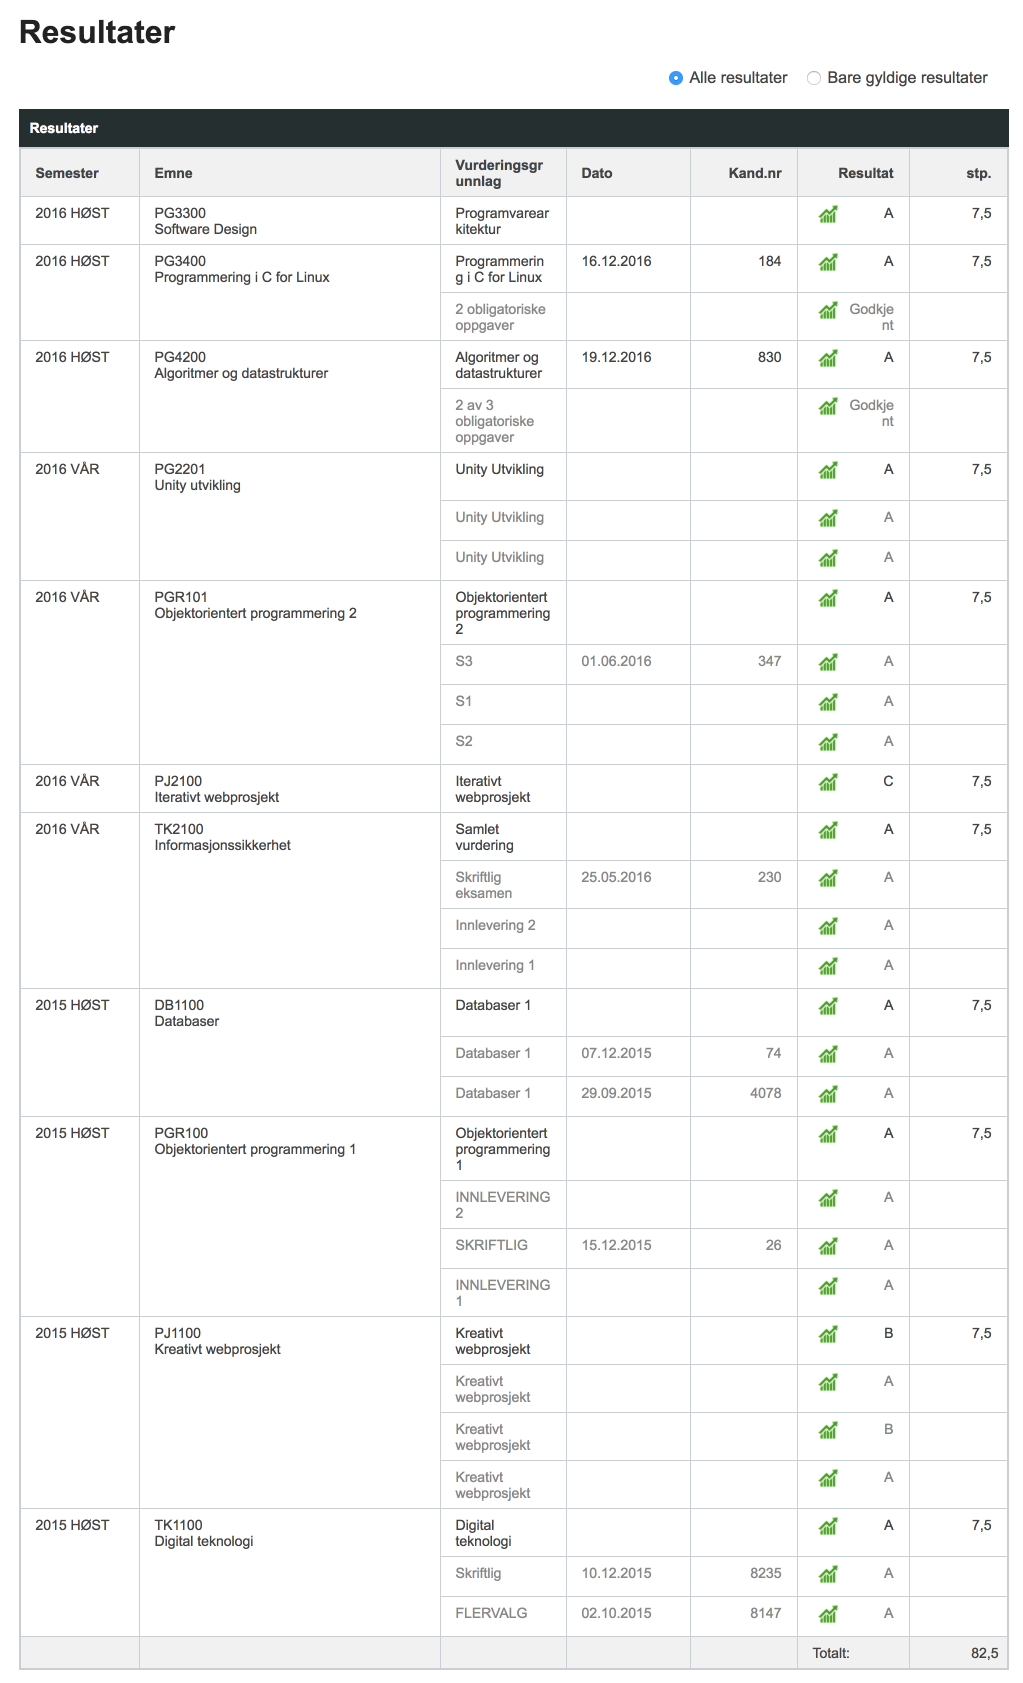 Resultater
Alle resultater Bare gyldige resultater
Resultater
Semester Emne Vurderingsgr unnlag Dato Kand.nr Resultat stp.
2016 HØST PG3300 Programvarear A 7,5
Software Design kitektur
2016 HØST PG3400 Programmerin 16.12.2016 184 A 7,5
Programmering i C for Linux g i C for Linux
2 obligatoriske Godkje
oppgaver nt
2016 HØST PG4200 Algoritmer og 19.12.2016 830 A 7,5
Algoritmer og datastrukturer datastrukturer
2 av 3 Godkje
obligatoriske nt
oppgaver
2016 VÅR PG2201 Unity Utvikling A 7,5
Unity utvikling
Unity Utvikling A
Unity Utvikling A
2016 VÅR PGR101 Objektorientert A 7,5
Objektorientert programmering 2 programmering
2
S3 01.06.2016 347 A
S1 A
S2 A
2016 VÅR PJ2100 Iterativt C 7,5
Iterativt webprosjekt webprosjekt
2016 VÅR TK2100 Samlet A 7,5
Informasjonssikkerhet vurdering
Skriftlig 25.05.2016 230 A
eksamen
Innlevering 2 A
Innlevering 1 A
2015 HØST DB1100 Databaser 1 A 7,5
Databaser
Databaser 1 07.12.2015 74 A
Databaser 1 29.09.2015 4078 A
2015 HØST PGR100 Objektorientert A 7,5
Objektorientert programmering 1 programmering
1
INNLEVERING A
2
SKRIFTLIG 15.12.2015 26 A
INNLEVERING A
1
2015 HØST PJ1100 Kreativt B 7,5
Kreativt webprosjekt webprosjekt
Kreativt A
webprosjekt
Kreativt B
webprosjekt
Kreativt A
webprosjekt
2015 HØST TK1100 Digital A 7,5
Digital teknologi teknologi
Skriftlig 10.12.2015 8235 A
FLERVALG 02.10.2015 8147 A
Totalt: 82,5